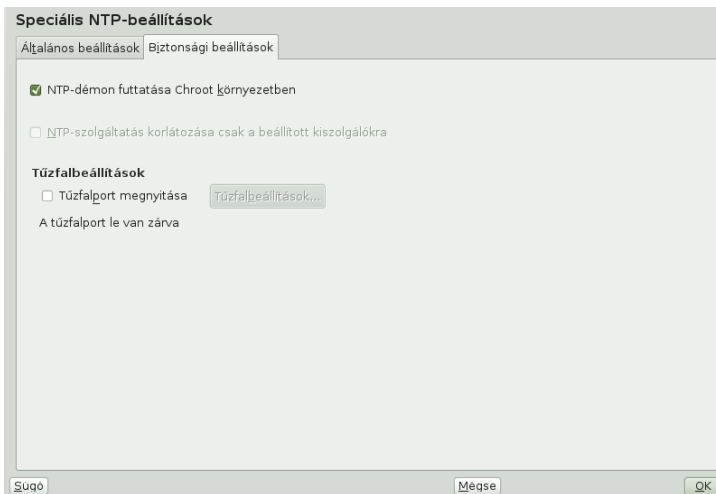 Speciális NTP-beállítások
Általános beállítások Biztonsági beállítások
NTP-démon futtatása Chroot környezetben
NTP-szolgáltatás korlátozása csak a beállított kiszolgálókra
Tűzfalbeállítások
Tűzfalport megnyitása Tűzfalbeállítások...
A tűzfalport le van zárva
Súgó Mégse OK